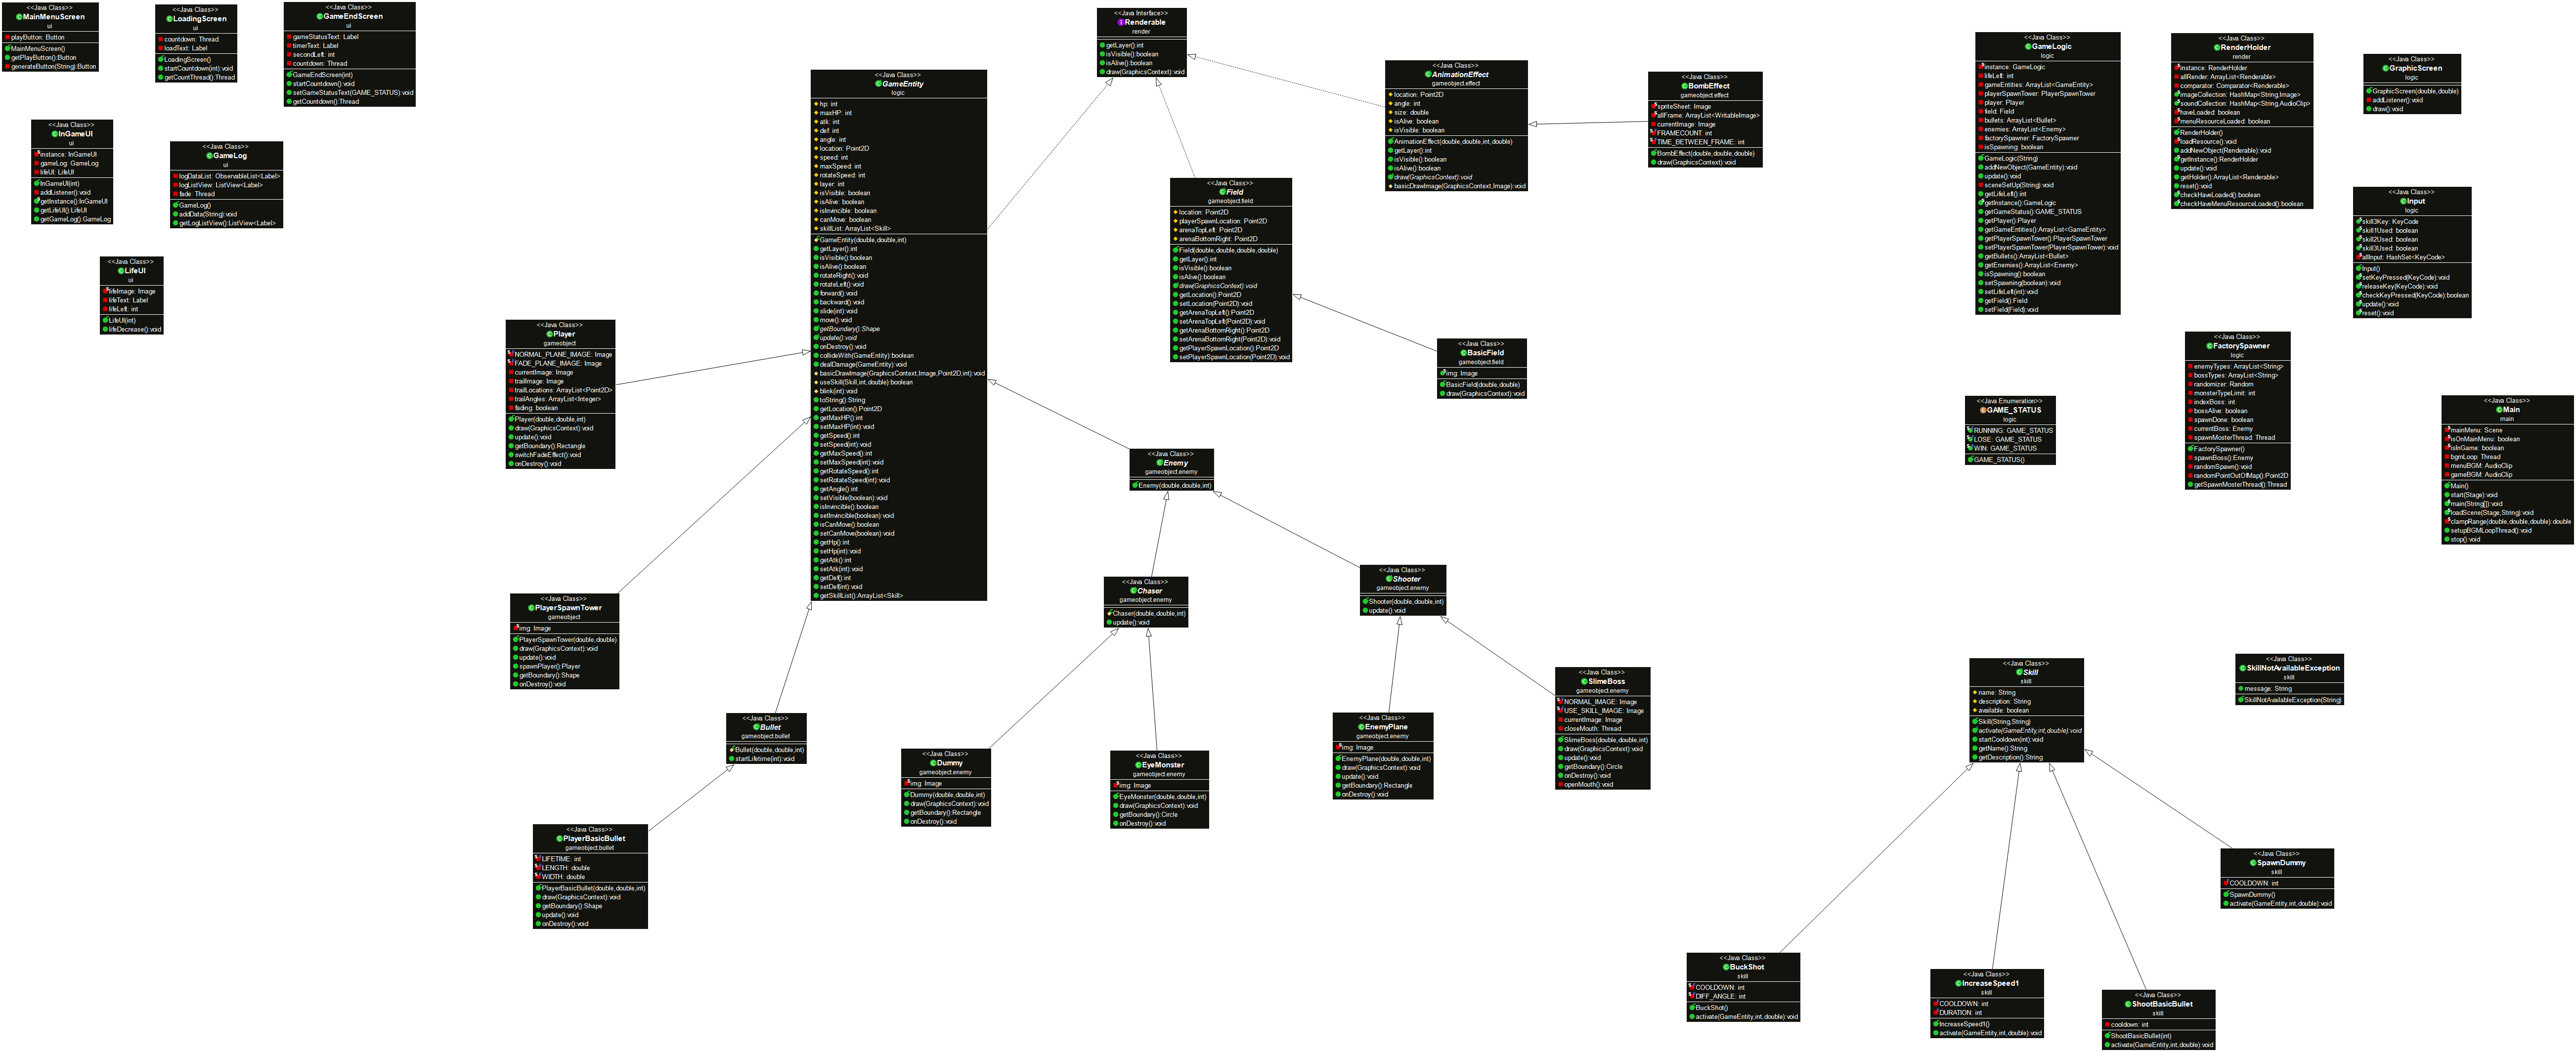 <<Java Class>>
MainMenuScreen
ui
playButton: Button
MainMenuScreen()
getPlayButton():Button
generateButton(String):Button
<<Java Class>>
LoadingScreen
ui
countdown: Thread
loadText: Label
LoadingScreen()
startCountdown(int):void
getCountThread():Thread
<<Java Class>>
GameEndScreen
ui
gameStatusText: Label
timerText: Label
secondLeft: int
countdown: Thread
GameEndScreen(int)
startCountdown():void
setGameStatusText(GAME_STATUS):void
getCountdown():Thread
<<Java Class>>
InGameUI
ui
instance: InGameUI
gameLog: GameLog
lifeUI: LifeUI
InGameUI(int)
addListener():void
getInstance():InGameUI
getLifeUI():LifeUI
getGameLog():GameLog
<<Java Class>>
GameLog
ui
logDataList: ObservableList<Label>
logListView: ListView<Label>
fade: Thread
GameLog()
addData(String):void
getLogListView():ListView<Label>
<<Java Class>>
LifeUI
ui
lifeImage: Image
lifeText: Label
lifeLeft: int
LifeUI(int)
lifeDecrease():void
<<Java Interface>>
Renderable
render
getLayer():int
isVisible():boolean
isAlive():boolean
draw(GraphicsContext):void
<<Java Class>>
GameEntity
logic
hp: int
maxHP: int
atk: int
def: int
angle: int
location: Point2D
speed: int
maxSpeed: int
rotateSpeed: int
layer: int
isVisible: boolean
isAlive: boolean
isInvincible: boolean
canMove: boolean
skillList: ArrayList<Skill>
GameEntity(double,double,int)
getLayer():int
isVisible():boolean
isAlive():boolean
rotateRight():void
rotateLeft():void
forward():void
backward():void
slide(int):void
move():void
getBoundary():Shape
update():void
onDestroy():void
collideWith(GameEntity):boolean
dealDamage(GameEntity):void
basicDrawImage(GraphicsContext,Image,Point2D,int):void
useSkill(Skill,int,double):boolean
blink(int):void
toString():String
getLocation():Point2D
getMaxHP():int
setMaxHP(int):void
getSpeed():int
setSpeed(int):void
getMaxSpeed():int
setMaxSpeed(int):void
getRotateSpeed():int
setRotateSpeed(int):void
getAngle():int
setVisible(boolean):void
isInvincible():boolean
setInvincible(boolean):void
isCanMove():boolean
setCanMove(boolean):void
getHp():int
setHp(int):void
getAtk():int
setAtk(int):void
getDef():int
setDef(int):void
getSkillList():ArrayList<Skill>
<<Java Class>>
AnimationEffect
gameobject.effect
location: Point2D
angle: int
size: double
isAlive: boolean
isVisible: boolean
AnimationEffect(double,double,int,double)
getLayer():int
isVisible():boolean
isAlive():boolean
draw(GraphicsContext):void
basicDrawImage(GraphicsContext,Image):void
<<Java Class>>
BombEffect
gameobject.effect
spriteSheet: Image
allFrame: ArrayList<WritableImage>
currentImage: Image
FRAMECOUNT: int
TIME_BETWEEN_FRAME: int
BombEffect(double,double,double)
draw(GraphicsContext):void
<<Java Class>>
Field
gameobject.field
location: Point2D
playerSpawnLocation: Point2D
arenaTopLeft: Point2D
arenaBottomRight: Point2D
Field(double,double,double,double)
getLayer():int
isVisible():boolean
isAlive():boolean
draw(GraphicsContext):void
getLocation():Point2D
setLocation(Point2D):void
getArenaTopLeft():Point2D
setArenaTopLeft(Point2D):void
getArenaBottomRight():Point2D
setArenaBottomRight(Point2D):void
getPlayerSpawnLocation():Point2D
setPlayerSpawnLocation(Point2D):void
<<Java Class>>
BasicField
gameobject.field
img: Image
BasicField(double,double)
draw(GraphicsContext):void
<<Java Class>>
Player
gameobject
NORMAL_PLANE_IMAGE: Image
FADE_PLANE_IMAGE: Image
currentImage: Image
trailImage: Image
trailLocations: ArrayList<Point2D>
trailAngles: ArrayList<Integer>
fading: boolean
Player(double,double,int)
draw(GraphicsContext):void
update():void
getBoundary():Rectangle
switchFadeEffect():void
onDestroy():void
<<Java Class>>
PlayerSpawnTower
gameobject
img: Image
PlayerSpawnTower(double,double)
draw(GraphicsContext):void
update():void
spawnPlayer():Player
getBoundary():Shape
onDestroy():void
<<Java Class>>
Bullet
gameobject.bullet
Bullet(double,double,int)
startLifetime(int):void
<<Java Class>>
PlayerBasicBullet
gameobject.bullet
LIFETIME: int
LENGTH: double
WIDTH: double
PlayerBasicBullet(double,double,int)
draw(GraphicsContext):void
getBoundary():Shape
update():void
onDestroy():void
<<Java Class>>
Enemy
gameobject.enemy
Enemy(double,double,int)
<<Java Class>>
Chaser
gameobject.enemy
Chaser(double,double,int)
update():void
<<Java Class>>
Shooter
gameobject.enemy
Shooter(double,double,int)
update():void
<<Java Class>>
Dummy
gameobject.enemy
img: Image
Dummy(double,double,int)
draw(GraphicsContext):void
getBoundary():Rectangle
onDestroy():void
<<Java Class>>
EyeMonster
gameobject.enemy
img: Image
EyeMonster(double,double,int)
draw(GraphicsContext):void
getBoundary():Circle
onDestroy():void
<<Java Class>>
EnemyPlane
gameobject.enemy
img: Image
EnemyPlane(double,double,int)
draw(GraphicsContext):void
update():void
getBoundary():Rectangle
onDestroy():void
<<Java Class>>
SlimeBoss
gameobject.enemy
NORMAL_IMAGE: Image
USE_SKILL_IMAGE: Image
currentImage: Image
closeMouth: Thread
SlimeBoss(double,double,int)
draw(GraphicsContext):void
update():void
getBoundary():Circle
onDestroy():void
openMouth():void
<<Java Class>>
GameLogic
logic
instance: GameLogic
lifeLeft: int
gameEntities: ArrayList<GameEntity>
playerSpawnTower: PlayerSpawnTower
player: Player
field: Field
bullets: ArrayList<Bullet>
enemies: ArrayList<Enemy>
factorySpawner: FactorySpawner
isSpawning: boolean
GameLogic(String)
addNewObject(GameEntity):void
update():void
sceneSetUp(String):void
getLifeLeft():int
getInstance():GameLogic
getGameStatus():GAME_STATUS
getPlayer():Player
getGameEntities():ArrayList<GameEntity>
getPlayerSpawnTower():PlayerSpawnTower
setPlayerSpawnTower(PlayerSpawnTower):void
getBullets():ArrayList<Bullet>
getEnemies():ArrayList<Enemy>
isSpawning():boolean
setSpawning(boolean):void
setLifeLeft(int):void
getField():Field
setField(Field):void
<<Java Class>>
RenderHolder
render
instance: RenderHolder
allRender: ArrayList<Renderable>
comparator: Comparator<Renderable>
imageCollection: HashMap<String,Image>
soundCollection: HashMap<String,AudioClip>
haveLoaded: boolean
menuResourceLoaded: boolean
RenderHolder()
loadResource():void
addNewObject(Renderable):void
getInstance():RenderHolder
update():void
getHolder():ArrayList<Renderable>
reset():void
checkHaveLoaded():boolean
checkHaveMenuResourceLoaded():boolean
<<Java Class>>
GraphicScreen
logic
GraphicScreen(double,double)
addListener():void
draw():void
<<Java Class>>
Input
logic
skill3Key: KeyCode
skill1Used: boolean
skill2Used: boolean
skill3Used: boolean
allInput: HashSet<KeyCode>
Input()
setKeyPressed(KeyCode):void
releaseKey(KeyCode):void
checkKeyPressed(KeyCode):boolean
update():void
reset():void
<<Java Class>>
FactorySpawner
logic
enemyTypes: ArrayList<String>
bossTypes: ArrayList<String>
randomizer: Random
monsterTypeLimit: int
indexBoss: int
bossAlive: boolean
spawnDone: boolean
currentBoss: Enemy
spawnMosterThread: Thread
FactorySpawner()
spawnBoss():Enemy
randomSpawn():void
randomPointOutOfMap():Point2D
getSpawnMosterThread():Thread
<<Java Enumeration>>
GAME_STATUS
logic
RUNNING: GAME_STATUS
LOSE: GAME_STATUS
WIN: GAME_STATUS
GAME_STATUS()
<<Java Class>>
Main
main
mainMenu: Scene
isOnMainMenu: boolean
isInGame: boolean
bgmLoop: Thread
menuBGM: AudioClip
gameBGM: AudioClip
Main()
start(Stage):void
main(String[]):void
loadScene(Stage,String):void
clampRange(double,double,double):double
setupBGMLoopThread():void
stop():void
<<Java Class>>
Skill
skill
name: String
description: String
available: boolean
Skill(String,String)
activate(GameEntity,int,double):void
startCooldown(int):void
getName():String
getDescription():String
<<Java Class>>
SkillNotAvailableException
skill
message: String
SkillNotAvailableException(String)
<<Java Class>>
SpawnDummy
skill
COOLDOWN: int
SpawnDummy()
activate(GameEntity,int,double):void
<<Java Class>>
BuckShot
skill
COOLDOWN: int
DIFF_ANGLE: int
BuckShot()
activate(GameEntity,int,double):void
<<Java Class>>
IncreaseSpeed1
skill
COOLDOWN: int
DURATION: int
IncreaseSpeed1()
activate(GameEntity,int,double):void
<<Java Class>>
ShootBasicBullet
skill
cooldown: int
ShootBasicBullet(int)
activate(GameEntity,int,double):void